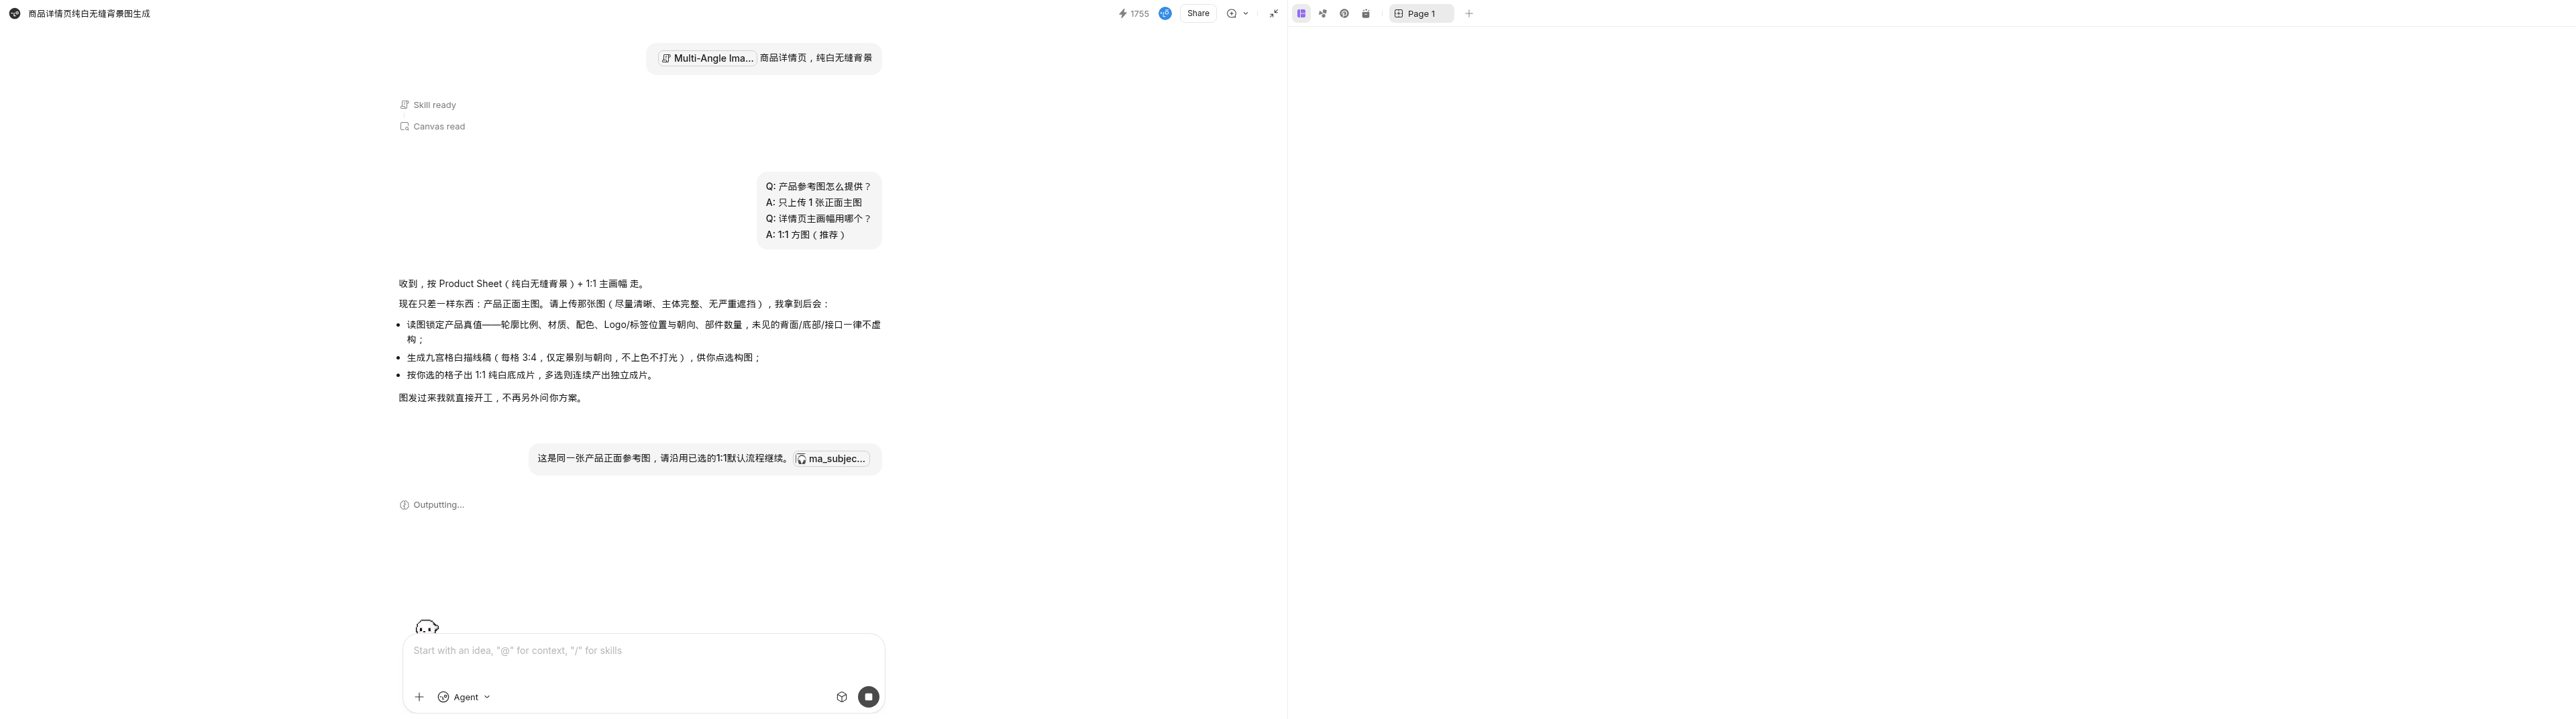 商品详情页纯白无缝背景图生成
1755
Share
Page 1
Multi-Angle Ima... 商品详情页，纯白无缝背景
Skill ready
Canvas read
Q: 产品参考图怎么提供？
A: 只上传 1 张正面主图
Q: 详情页主画幅用哪个？
A: 1:1 方图（推荐）
收到，按 Product Sheet（纯白无缝背景）+ 1:1 主画幅 走。
现在只差一样东西：产品正面主图。请上传那张图（尽量清晰、主体完整、无严重遮挡），我拿到后会：
• 读图锁定产品真值——轮廓比例、材质、配色、Logo/标签位置与朝向、部件数量，未见的背面/底部/接口一律不虚
构；
• 生成九宫格白描线稿（每格 3:4，仅定景别与朝向，不上色不打光），供你点选构图；
• 按你选的格子出 1:1 纯白底成片，多选则连续产出独立成片。
图发过来我就直接开工，不再另外问你方案。
这是同一张产品正面参考图，请沿用已选的1:1默认流程继续。 ma_subjec...
Outputting...
Start with an idea, "@" for context, "/" for skills
Agent